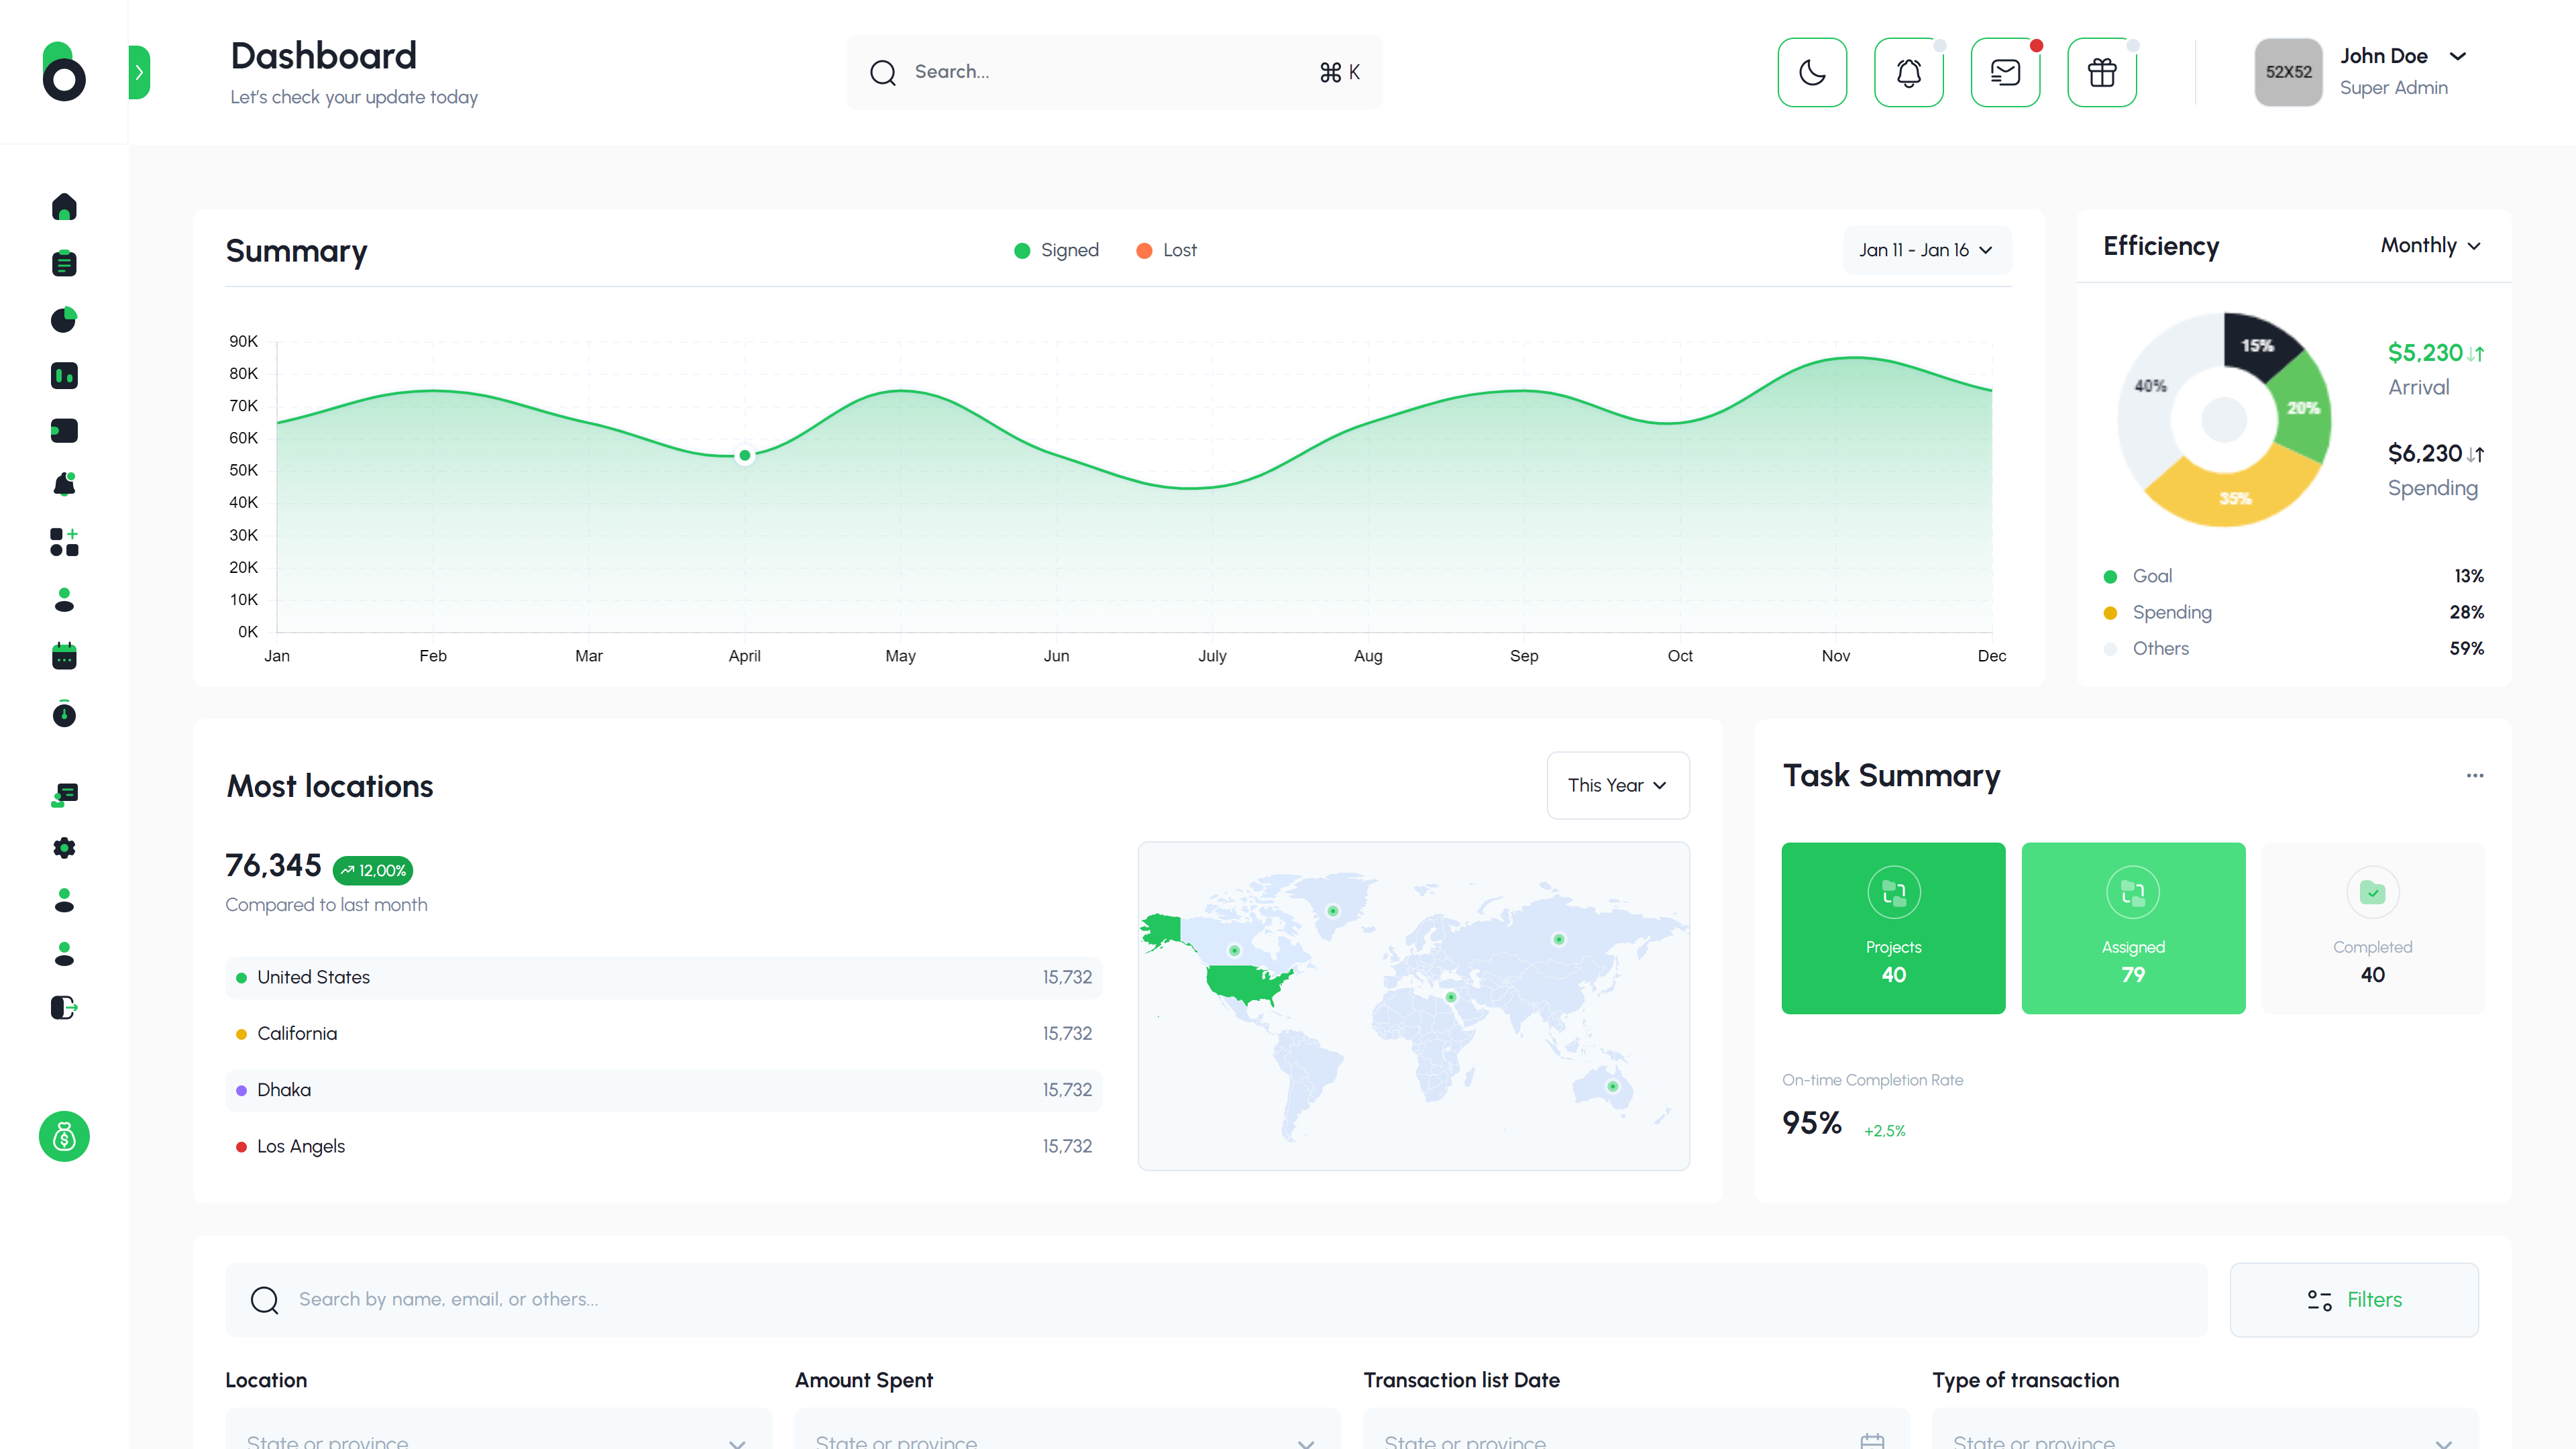 Dashboard
Let's check your update today
Search...
⌘ K
52X52
John Doe
Super Admin
Summary
Signed
Lost
Jan 11 - Jan 16
90K
80K
70K
60K
50K
40K
30K
20K
10K
0K
Jan Feb Mar April May Jun July Aug Sep Oct Nov Dec
Efficiency
Monthly
15%
20%
35%
40%
$5,230
Arrival
$6,230
Spending
Goal 13%
Spending 28%
Others 59%
Most locations
This Year
76,345
12,00%
Compared to last month
United States 15,732
California 15,732
Dhaka 15,732
Los Angels 15,732
Task Summary
Projects
40
Assigned
79
Completed
40
On-time Completion Rate
95% +2,5%
Search by name, email, or others...
Filters
Location
Amount Spent
Transaction list Date
Type of transaction
State or province
State or province
State or province
State or province